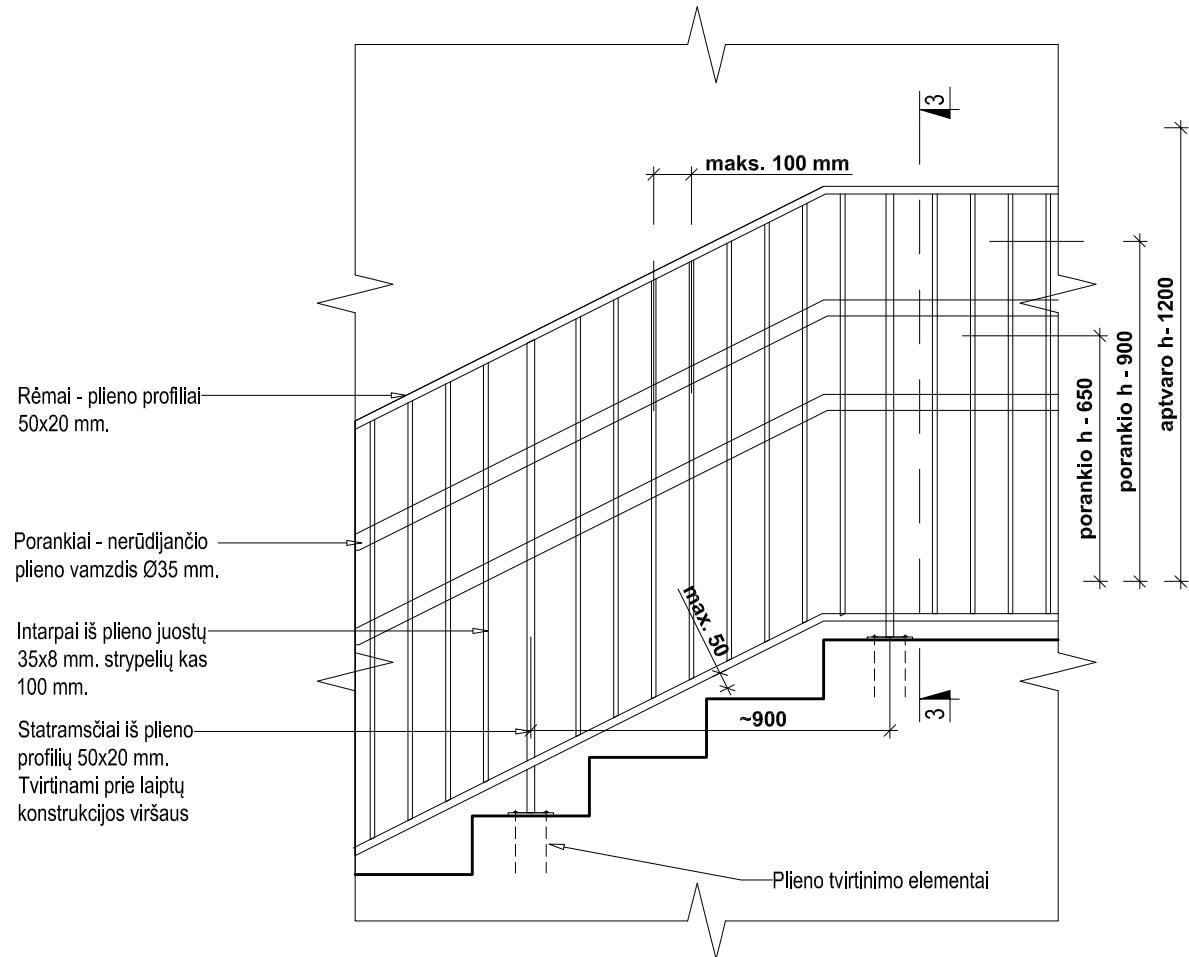 3
maks. 100 mm
aptvaro h- 1200
porankio h - 900
porankio h - 650
Rėmai - plieno profiliai
50x20 mm.
Porankiai - nerūdijančio
plieno vamzdis Ø35 mm.
Intarpai iš plieno juostų
35x8 mm. strypelių kas
100 mm.
max. 50
Statramsčiai iš plieno
profilių 50x20 mm.
Tvirtinami prie laiptų
konstrukcijos viršaus
~900
3
Plieno tvirtinimo elementai